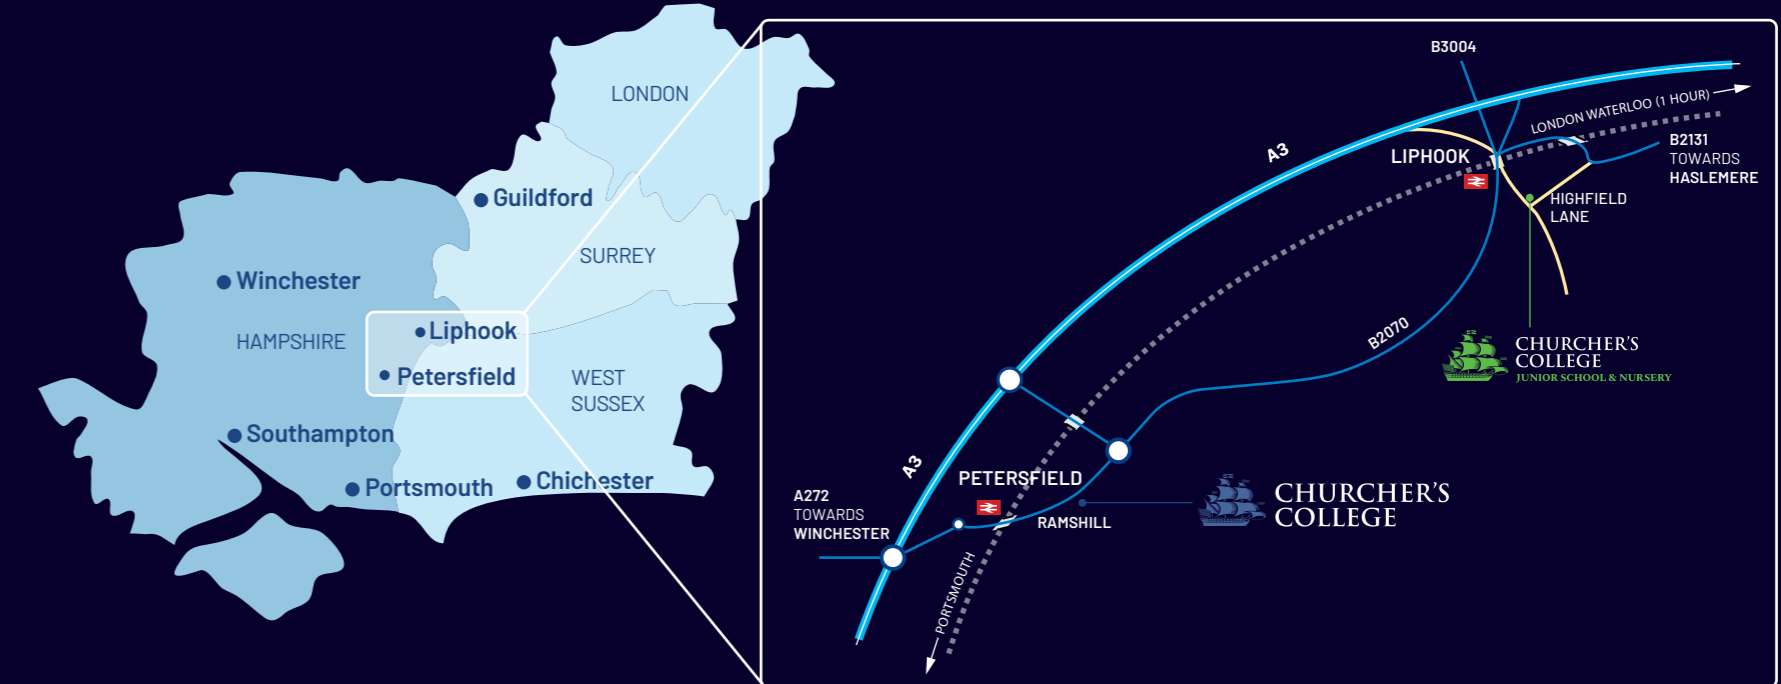 LONDON
Guildford
SURREY
Winchester
HAMPSHIRE
Liphook
Petersfield
WEST
SUSSEX
Southampton
Portsmouth
Chichester
B3004
LONDON WATERLOO (1 HOUR)
A3
LIPHOOK
B2131
TOWARDS
HASLEMERE
HIGHFIELD
LANE
B2070
CHURCHER'S
COLLEGE
JUNIOR SCHOOL & NURSERY
A3
PETERSFIELD
A272
TOWARDS
WINCHESTER
RAMSHILL
CHURCHER'S
COLLEGE
PORTSMOUTH